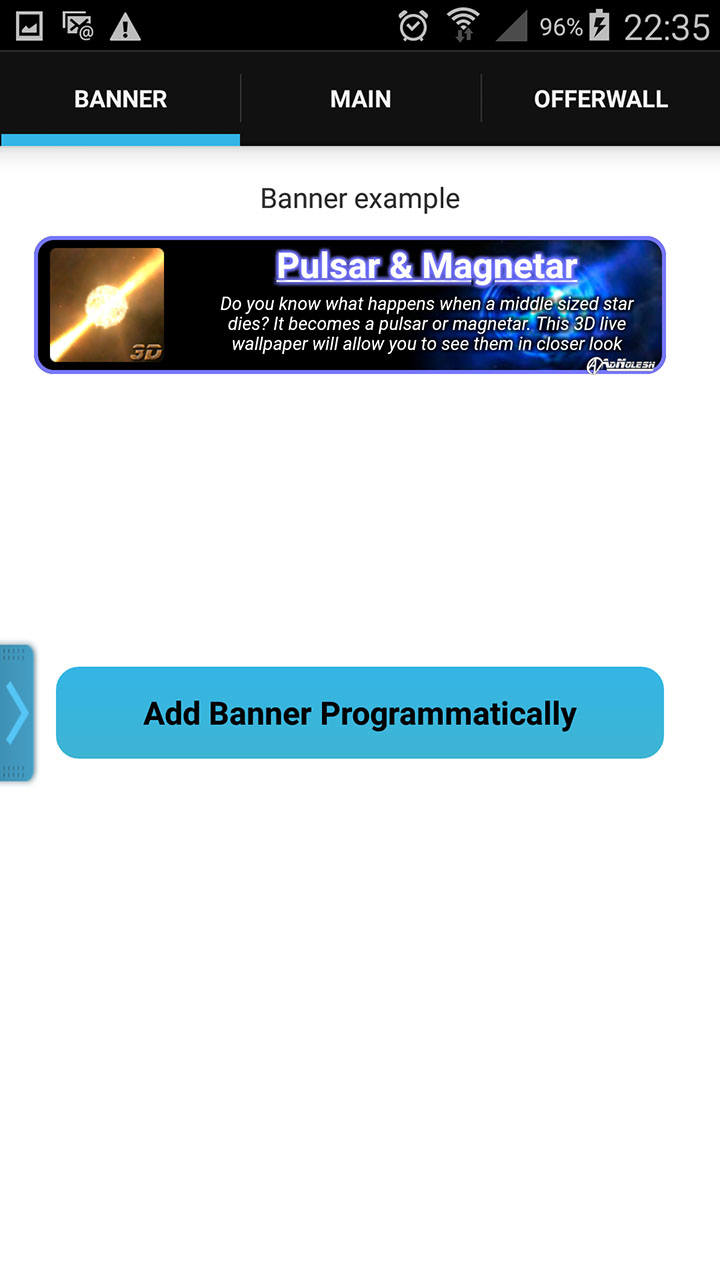 96% 22:35
BANNER MAIN OFFERWALL
Banner example
Pulsar & Magnetar
Do you know what happens when a middle sized star
dies? It becomes a pulsar or magnetar. This 3D live
wallpaper will allow you to see them in closer look
3D
AdNolesh
Add Banner Programmatically